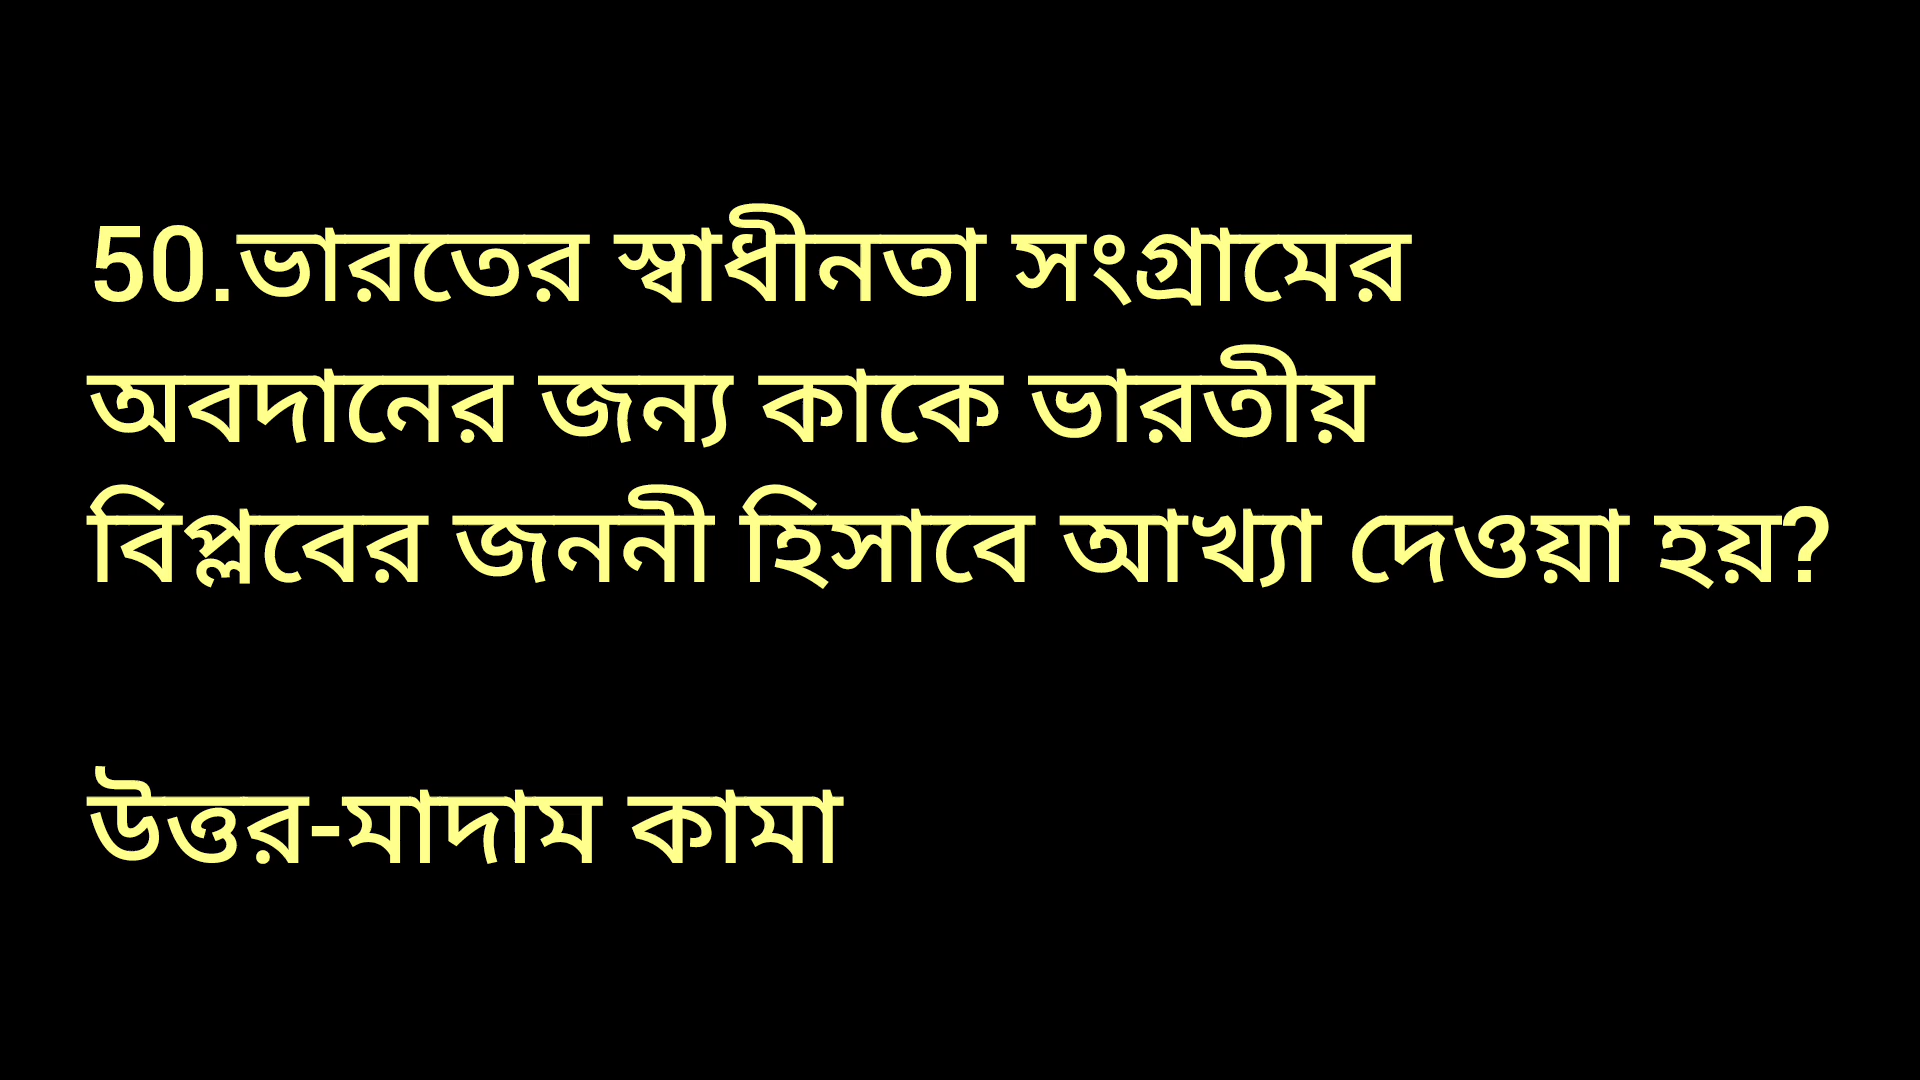 50.ভারতের স্বাধীনতা সংগ্রামের
অবদানের জন্য কাকে ভারতীয়
বিপ্লবের জননী হিসাবে আখ্যা দেওয়া হয়?
উত্তর-মাদাম কামা